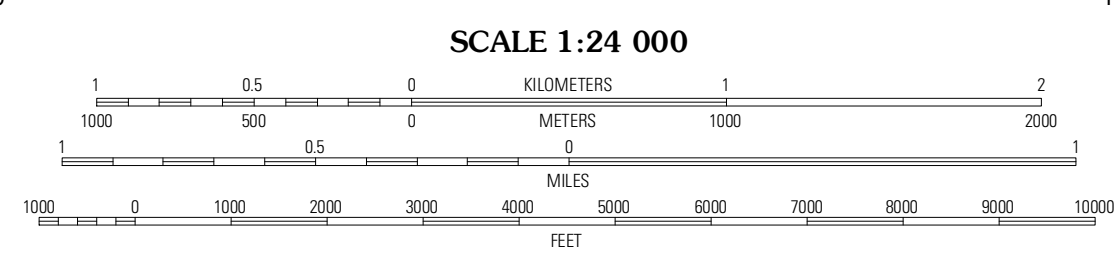 SCALE 1:24 000
1 0.5 0 KILOMETERS 1 2
1000 500 0 METERS 1000 2000
1 0.5 0 1
MILES
1000 0 1000 2000 3000 4000 5000 6000 7000 8000 9000 10000
FEET